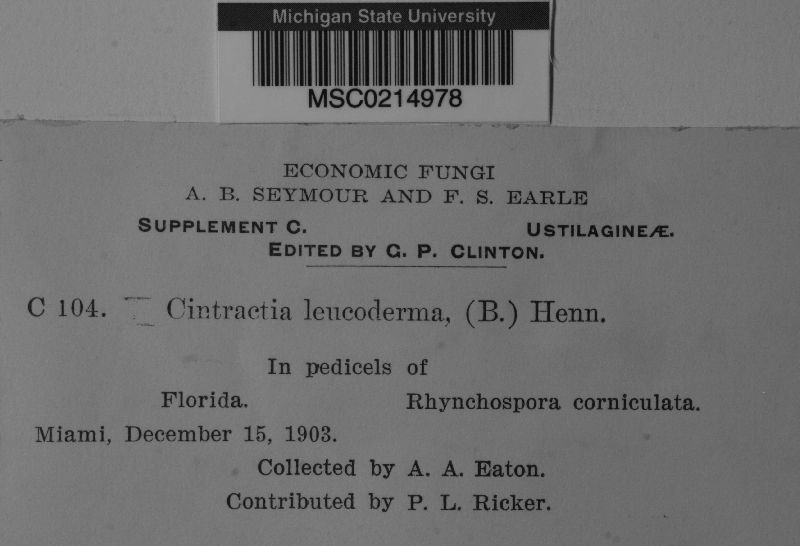 Michigan State University
MSC0214978
ECONOMIC FUNGI
A. B. SEYMOUR AND F. S. EARLE
SUPPLEMENT C. USTILAGINEÆ.
EDITED BY G. P. CLINTON.
C 104. Cintractia leucoderma, (B.) Henn.
In pedicels of
Florida. Rhynchospora corniculata.
Miami, December 15, 1903.
Collected by A. A. Eaton.
Contributed by P. L. Ricker.